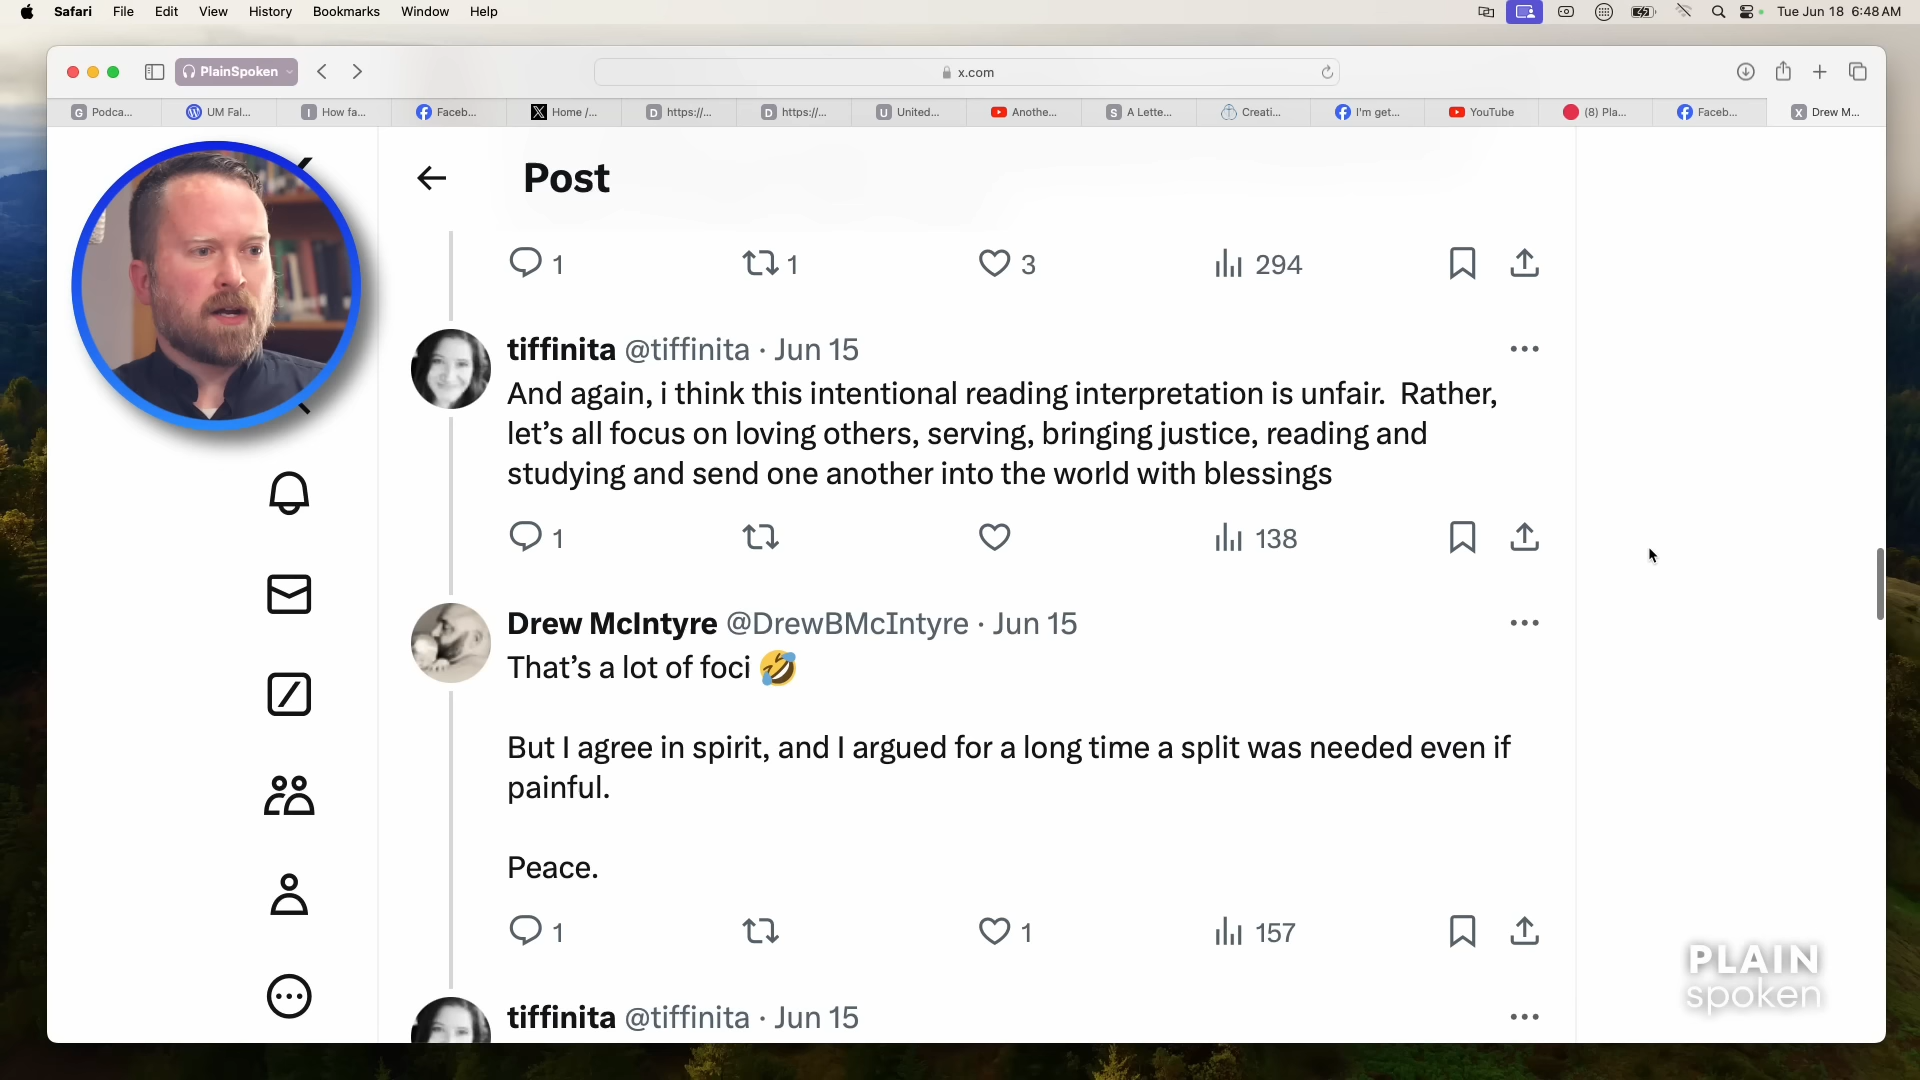 Safari File Edit View History Bookmarks Window Help Tue Jun 18 6:48 AM
PlainSpoken x.com
G Podca... UM Fal... I How fa... Faceb... Home /... D https://... D https://... U United... Anothe... S A Lette... Creati... I'm get... YouTube (8) Pla... Faceb... X Drew M...
Post
1 1 3 294
tiffinita @tiffinita · Jun 15
And again, i think this intentional reading interpretation is unfair. Rather,
let's all focus on loving others, serving, bringing justice, reading and
studying and send one another into the world with blessings
1 138
Drew McIntyre @DrewBMcIntyre · Jun 15
That's a lot of foci 🤣
But I agree in spirit, and I argued for a long time a split was needed even if
painful.
Peace.
1 1 157
PLAIN
spoken
tiffinita @tiffinita · Jun 15